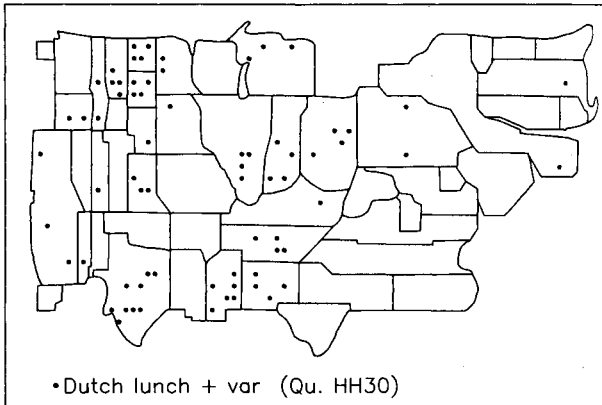 •Dutch lunch + var (Qu. HH30)